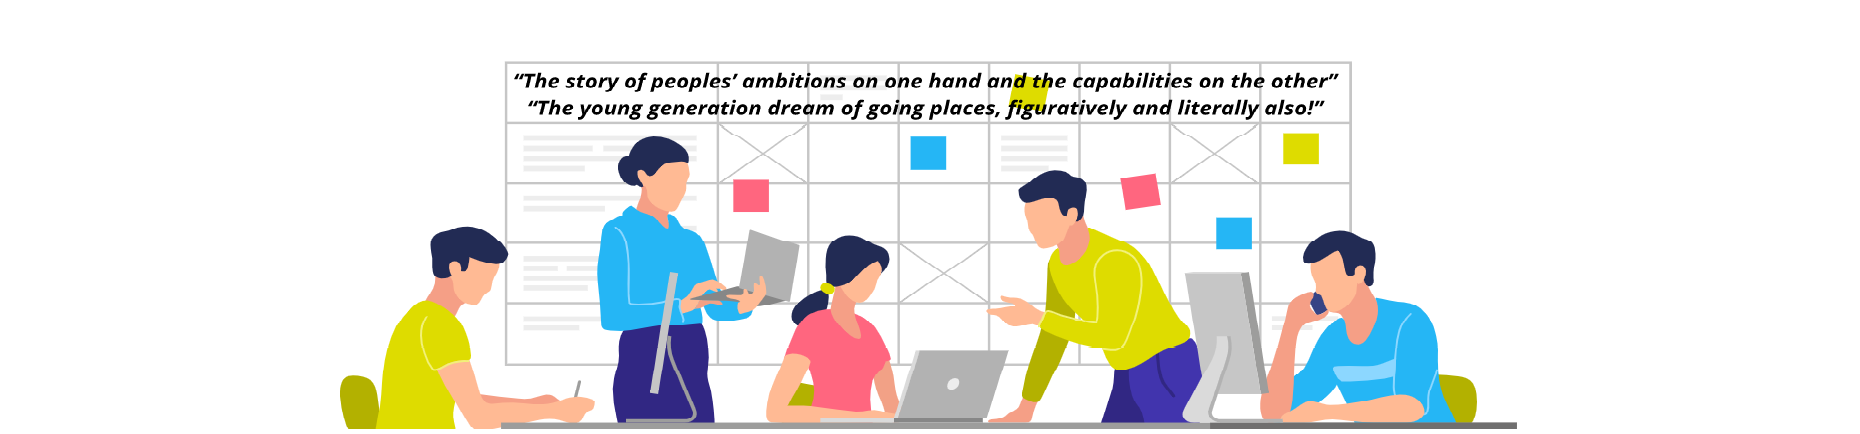 “The story of peoples’ ambitions on one hand and the capabilities on the other”
“The young generation dream of going places, figuratively and literally also!”